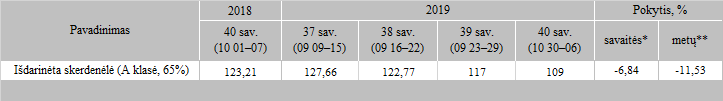 Pavadinimas 2018 2019 Pokytis, %
40 sav. (10 01–07) 37 sav. (09 09–15) 38 sav. (09 16–22) 39 sav. (09 23–29) 40 sav. (10 30–06) savaitės* metų**
Išdarinėta skerdenėlė (A klasė, 65%) 123,21 127,66 122,77 117 109 -6,84 -11,53